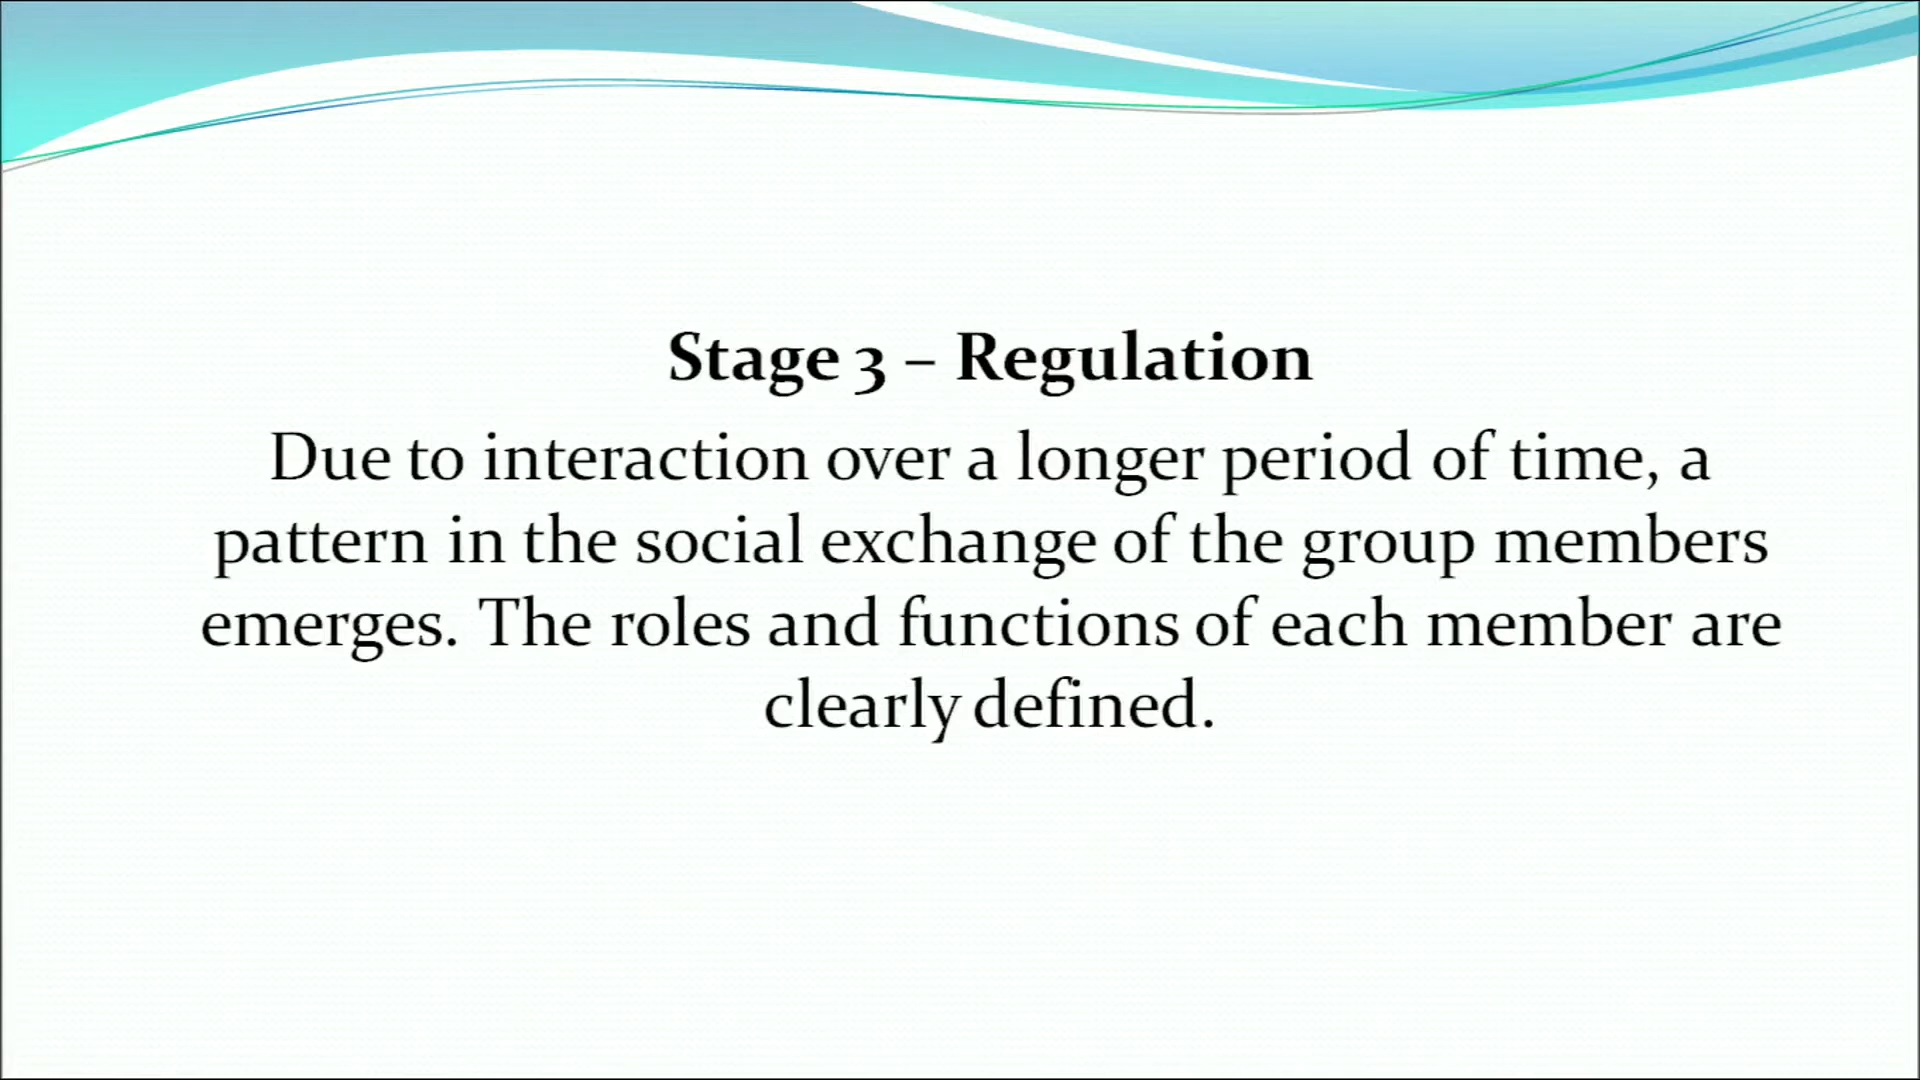 Stage 3 – Regulation
Due to interaction over a longer period of time, a
pattern in the social exchange of the group members
emerges. The roles and functions of each member are
clearly defined.